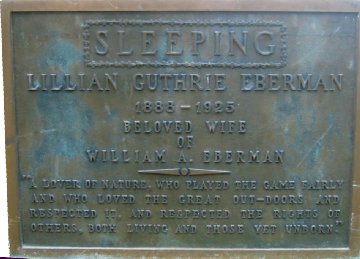 SLEEPING
LILLIAN GUTHRIE EBERMAN
1888-1925
BELOVED WIFE
OF
WILLIAM A. EBERMAN
"A LOVER OF NATURE, WHO PLAYED THE GAME FAIRLY
AND WHO LOVED THE GREAT OUT-DOORS, AND
RESPECTED IT, AND RESPECTED THE RIGHTS OF
OTHERS, BOTH LIVING AND THOSE YET UNBORN."